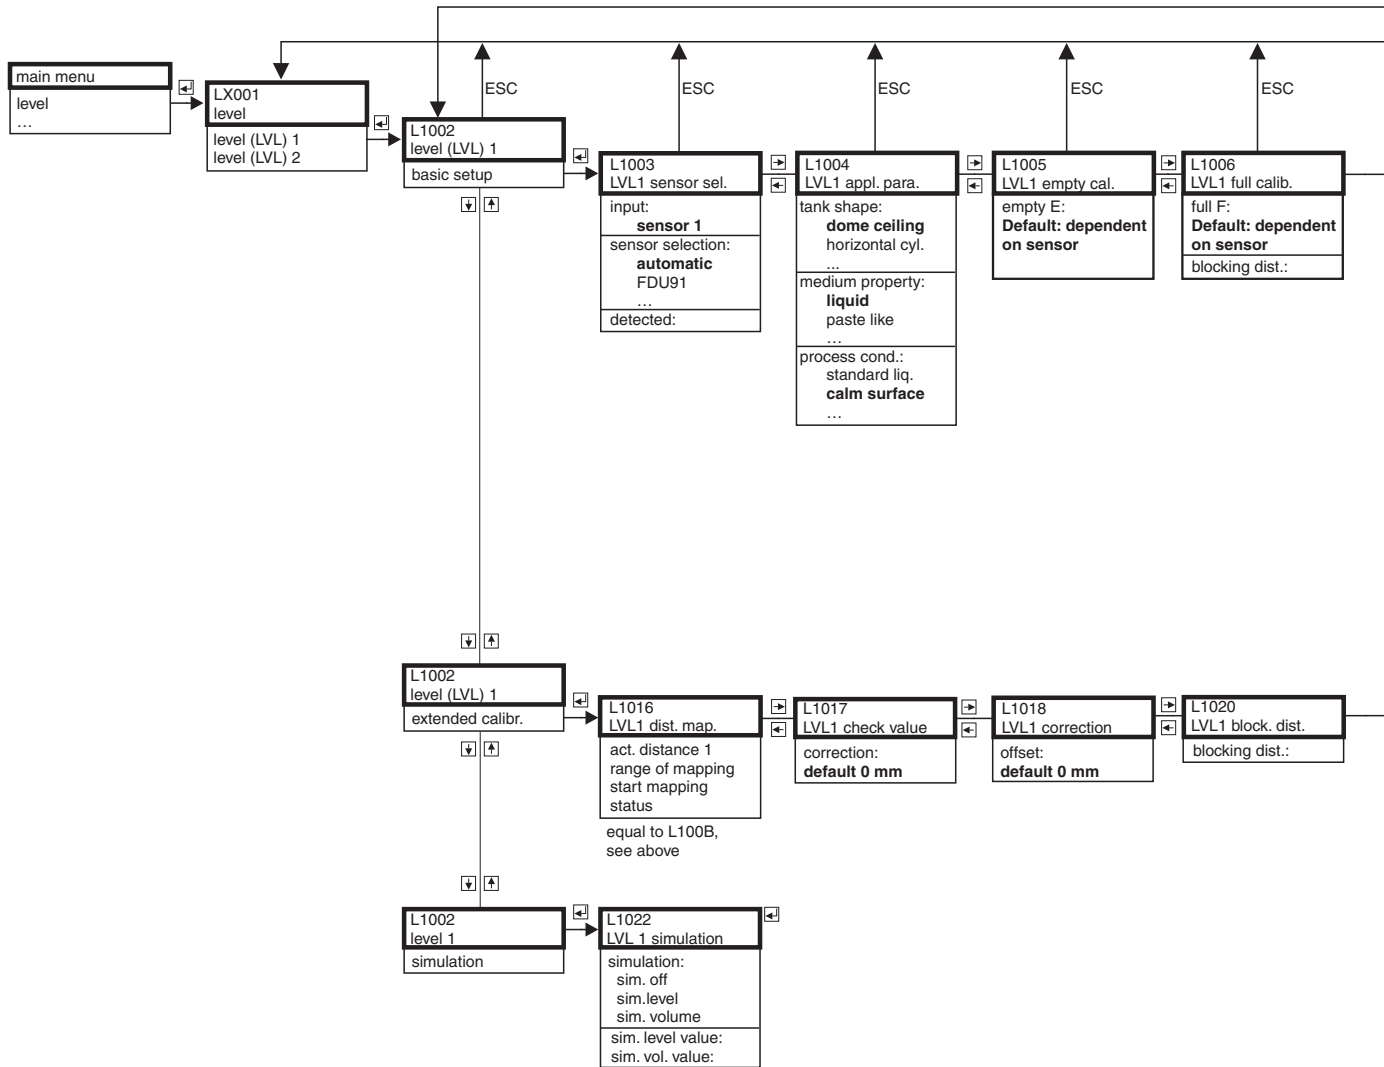 main menu
level
…
LX001
level
level (LVL) 1
level (LVL) 2
L1002
level (LVL) 1
basic setup
ESC
ESC
ESC
ESC
ESC
L1003
LVL1 sensor sel.
input:
sensor 1
sensor selection:
automatic
FDU91
…
detected:
L1004
LVL1 appl. para.
tank shape:
dome ceiling
horizontal cyl.
...
medium property:
liquid
paste like
…
process cond.:
standard liq.
calm surface
…
L1005
LVL1 empty cal.
empty E:
Default: dependent
on sensor
L1006
LVL1 full calib.
full F:
Default: dependent
on sensor
blocking dist.:
L1002
level (LVL) 1
extended calibr.
L1016
LVL1 dist. map.
act. distance 1
range of mapping
start mapping
status
equal to L100B,
see above
L1017
LVL1 check value
correction:
default 0 mm
L1018
LVL1 correction
offset:
default 0 mm
L1020
LVL1 block. dist.
blocking dist.:
L1002
level 1
simulation
L1022
LVL 1 simulation
simulation:
sim. off
sim.level
sim. volume
sim. level value:
sim. vol. value: